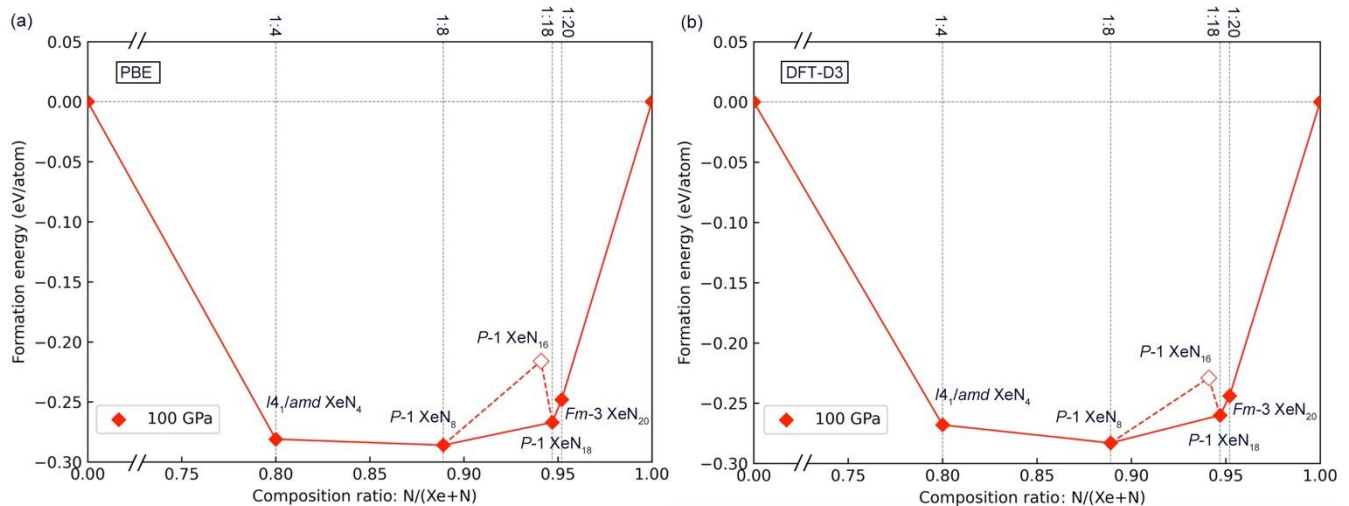 (a)
1:4
1:8
1:18
1:20
0.05
0.00
−0.05
−0.10
−0.15
−0.20
−0.25
−0.30
Formation energy (eV/atom)
PBE
P-1 XeN₁₆
I4₁/amd XeN₄
P-1 XeN₈
Fm-3 XeN₂₀
P-1 XeN₁₈
100 GPa
0.00
0.75
0.80
0.85
0.90
0.95
1.00
Composition ratio: N/(Xe+N)
(b)
1:4
1:8
1:18
1:20
0.05
0.00
−0.05
−0.10
−0.15
−0.20
−0.25
−0.30
Formation energy (eV/atom)
DFT-D3
P-1 XeN₁₆
I4₁/amd XeN₄
P-1 XeN₈
Fm-3 XeN₂₀
P-1 XeN₁₈
100 GPa
0.00
0.75
0.80
0.85
0.90
0.95
1.00
Composition ratio: N/(Xe+N)